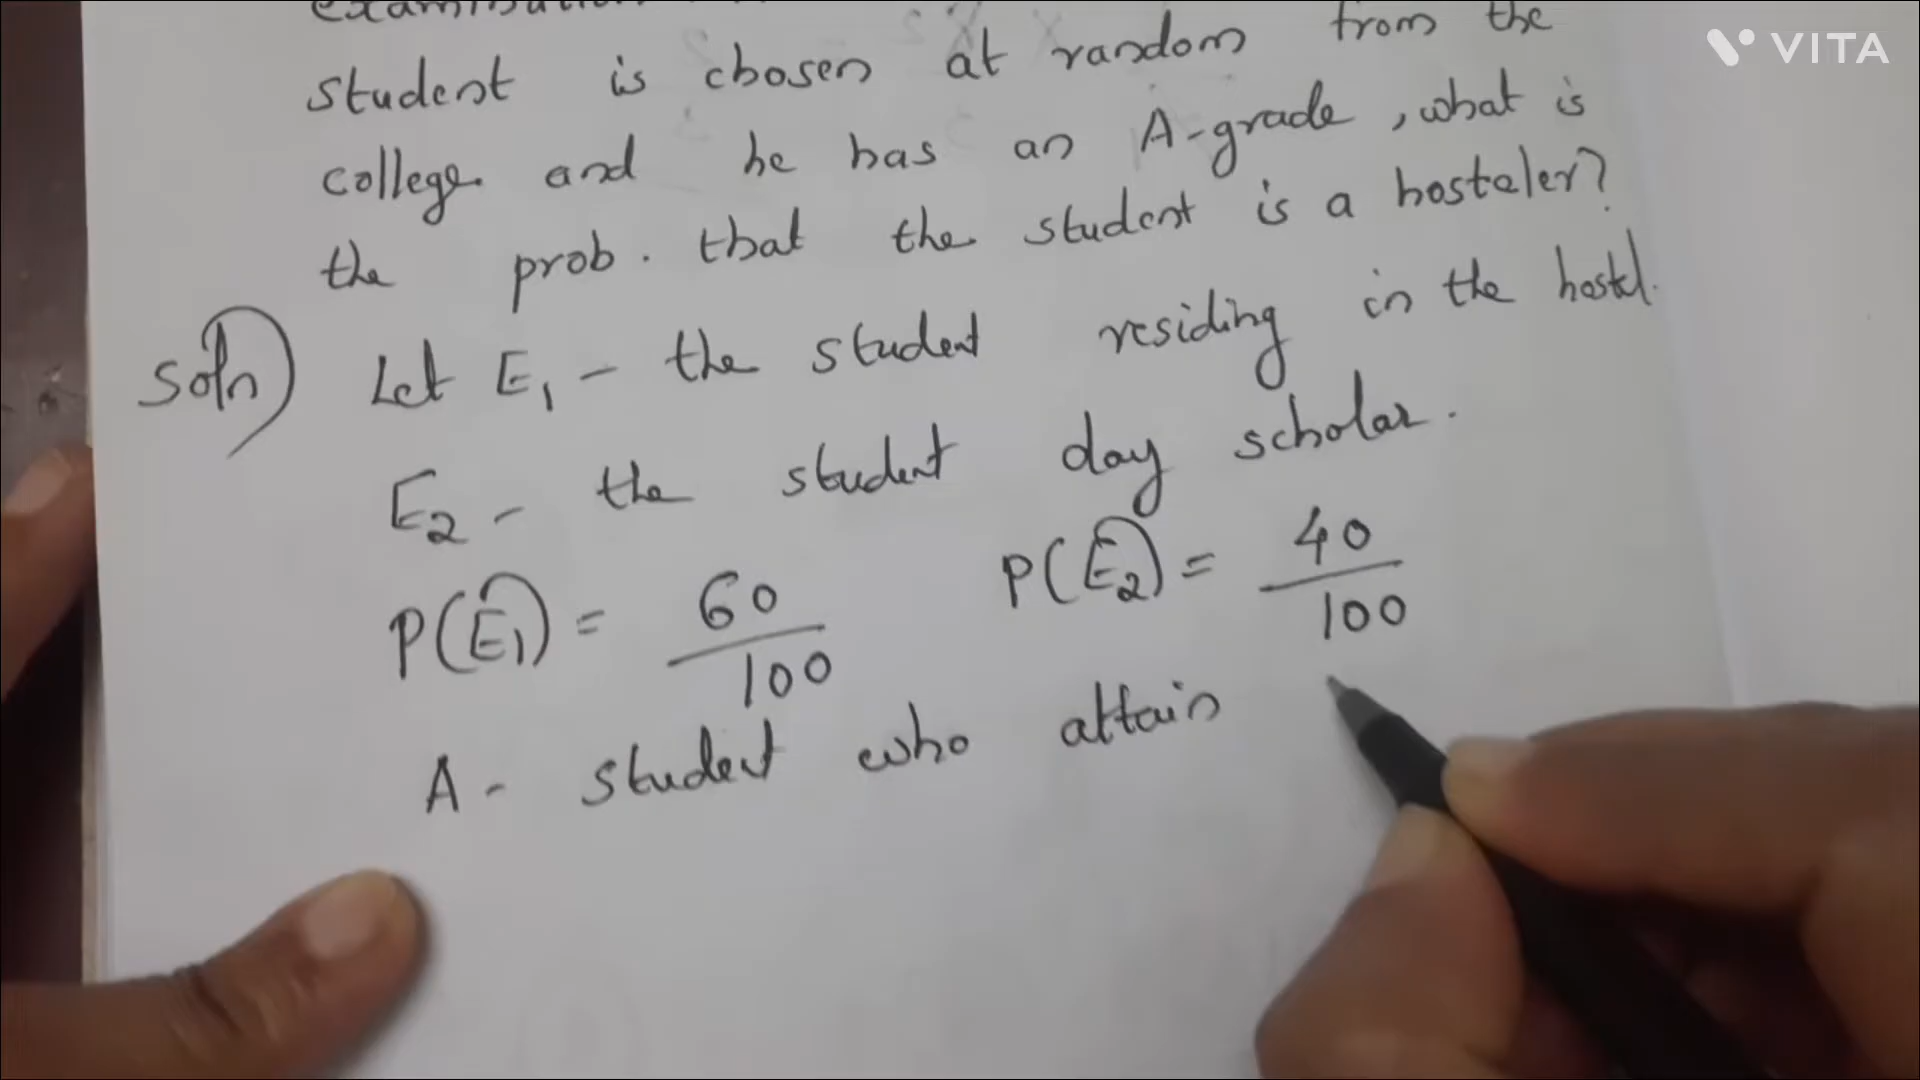 examination
student is chosen at random from the
college and he has an A-grade, what is
the prob. that the student is a hosteler?
Soln) Let E1 - the student residing in the hostel.
E2 - the student day scholar.
P(E1) = 60/100 P(E2) = 40/100
A - student who attain
VITA